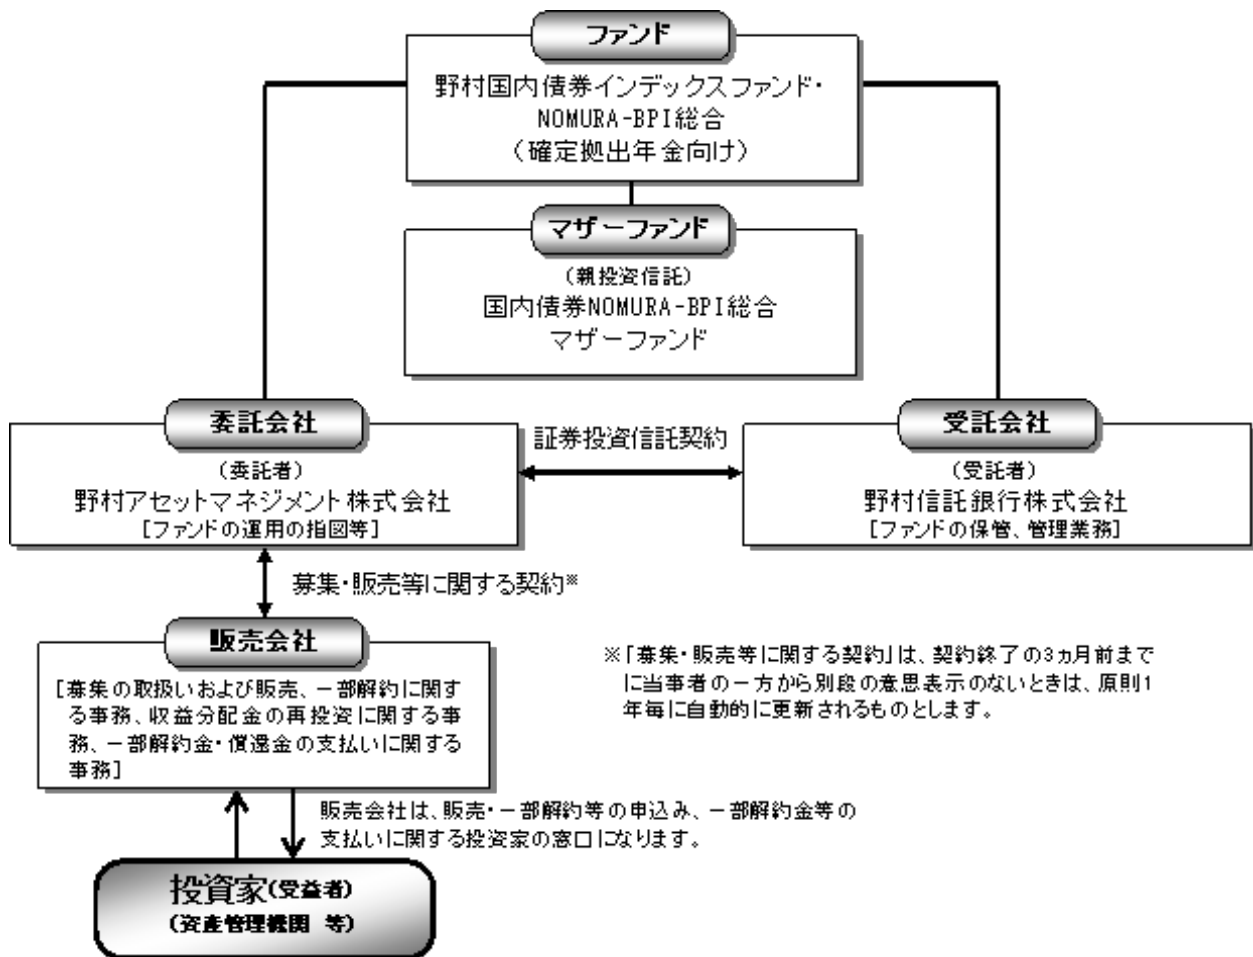 ファンド
野村国内債券インデックスファンド・
NOMURA-BPI総合
（確定拠出年金向け）
マザーファンド
（親投資信託）
国内債券NOMURA-BPI総合
マザーファンド
委託会社
（委託者）
野村アセットマネジメント株式会社
［ファンドの運用の指図等］
証券投資信託契約
受託会社
（受託者）
野村信託銀行株式会社
［ファンドの保管、管理業務］
募集・販売等に関する契約※
販売会社
［募集の取扱いおよび販売、一部解約に関す
る事務、収益分配金の再投資に関する事
務、一部解約金・償還金の支払いに関する
事務］
※「募集・販売等に関する契約」は、契約終了の3ヵ月前まで
に当事者の一方から別段の意思表示のないときは、原則1
年毎に自動的に更新されるものとします。
販売会社は、販売・一部解約等の申込み、一部解約金等の
支払いに関する投資家の窓口になります。
投資家（受益者）
（資産管理機関 等）